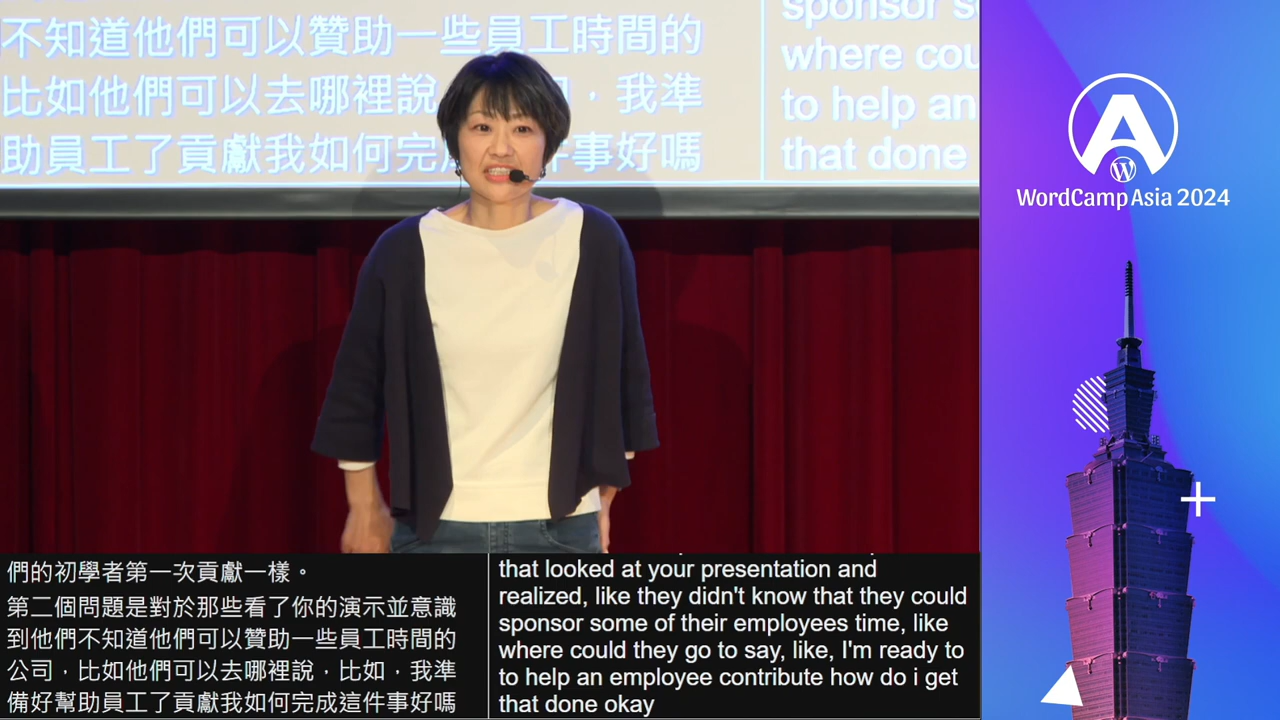 不知道他們可以贊助一些員工時間的
比如他們可以去哪裡說
，我準
助員工了貢獻我如何完成這件事好嗎
sponsor
where
to help an
that done
WordCamp Asia 2024
們的初學者第一次貢獻一樣。
第二個問題是對於那些看了你的演示並意識
到他們不知道他們可以贊助一些員工時間的
公司，比如他們可以去哪裡說，比如，我準
備好幫助員工了貢獻我如何完成這件事好嗎
that looked at your presentation and
realized, like they didn't know that they could
sponsor some of their employees time, like
where could they go to say, like, I'm ready to
to help an employee contribute how do i get
that done okay